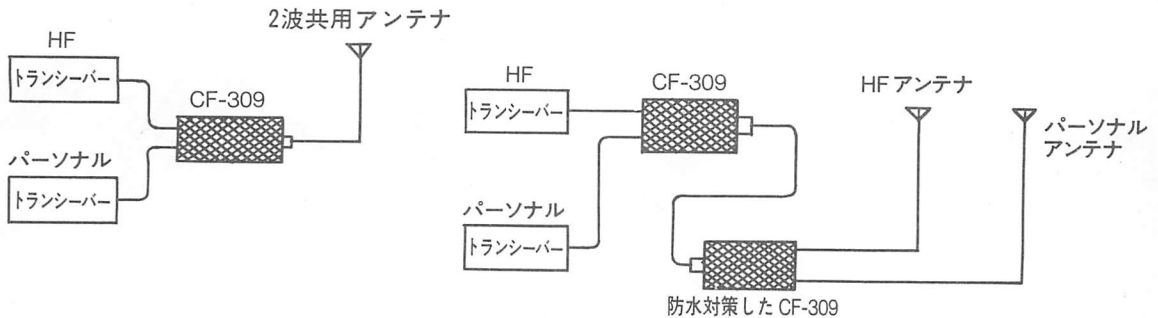 2波共用アンテナ
HF
トランシーバー
CF-309
パーソナル
トランシーバー
HF
トランシーバー
CF-309
HFアンテナ
パーソナル
アンテナ
パーソナル
トランシーバー
防水対策したCF-309